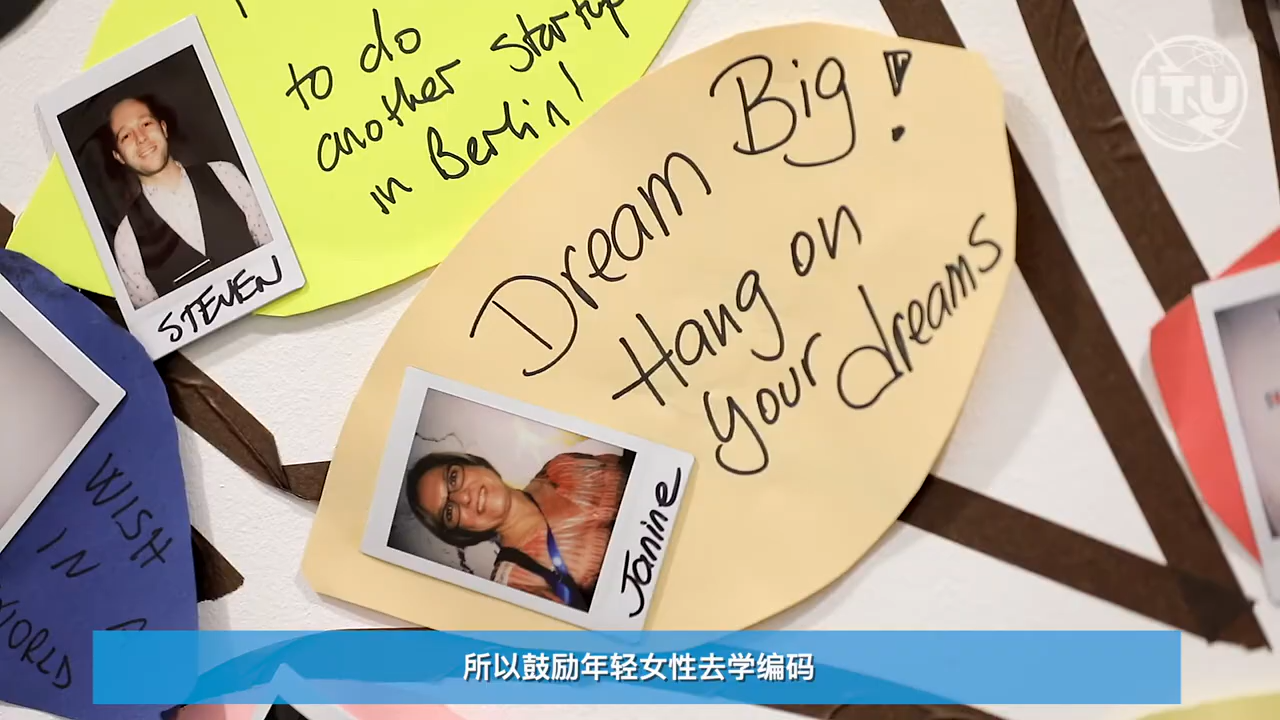 to do
another startup
in Berlin!
STEVEN
Dream Big!
Hang on
your dreams
Janine
WISH
IN
WORLD
ITU
所以鼓励年轻女性去学编码